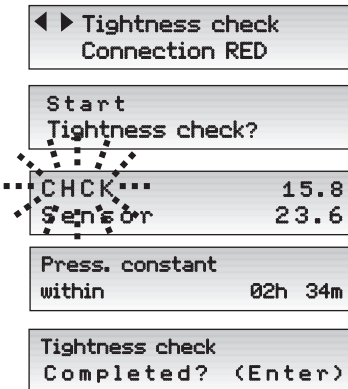 ◀ ▶ Tightness check
Connection RED
Start
Tightness check?
CHCK 15.8
Sensor 23.6
Press. constant
within 02h 34m
Tightness check
Completed? (Enter)